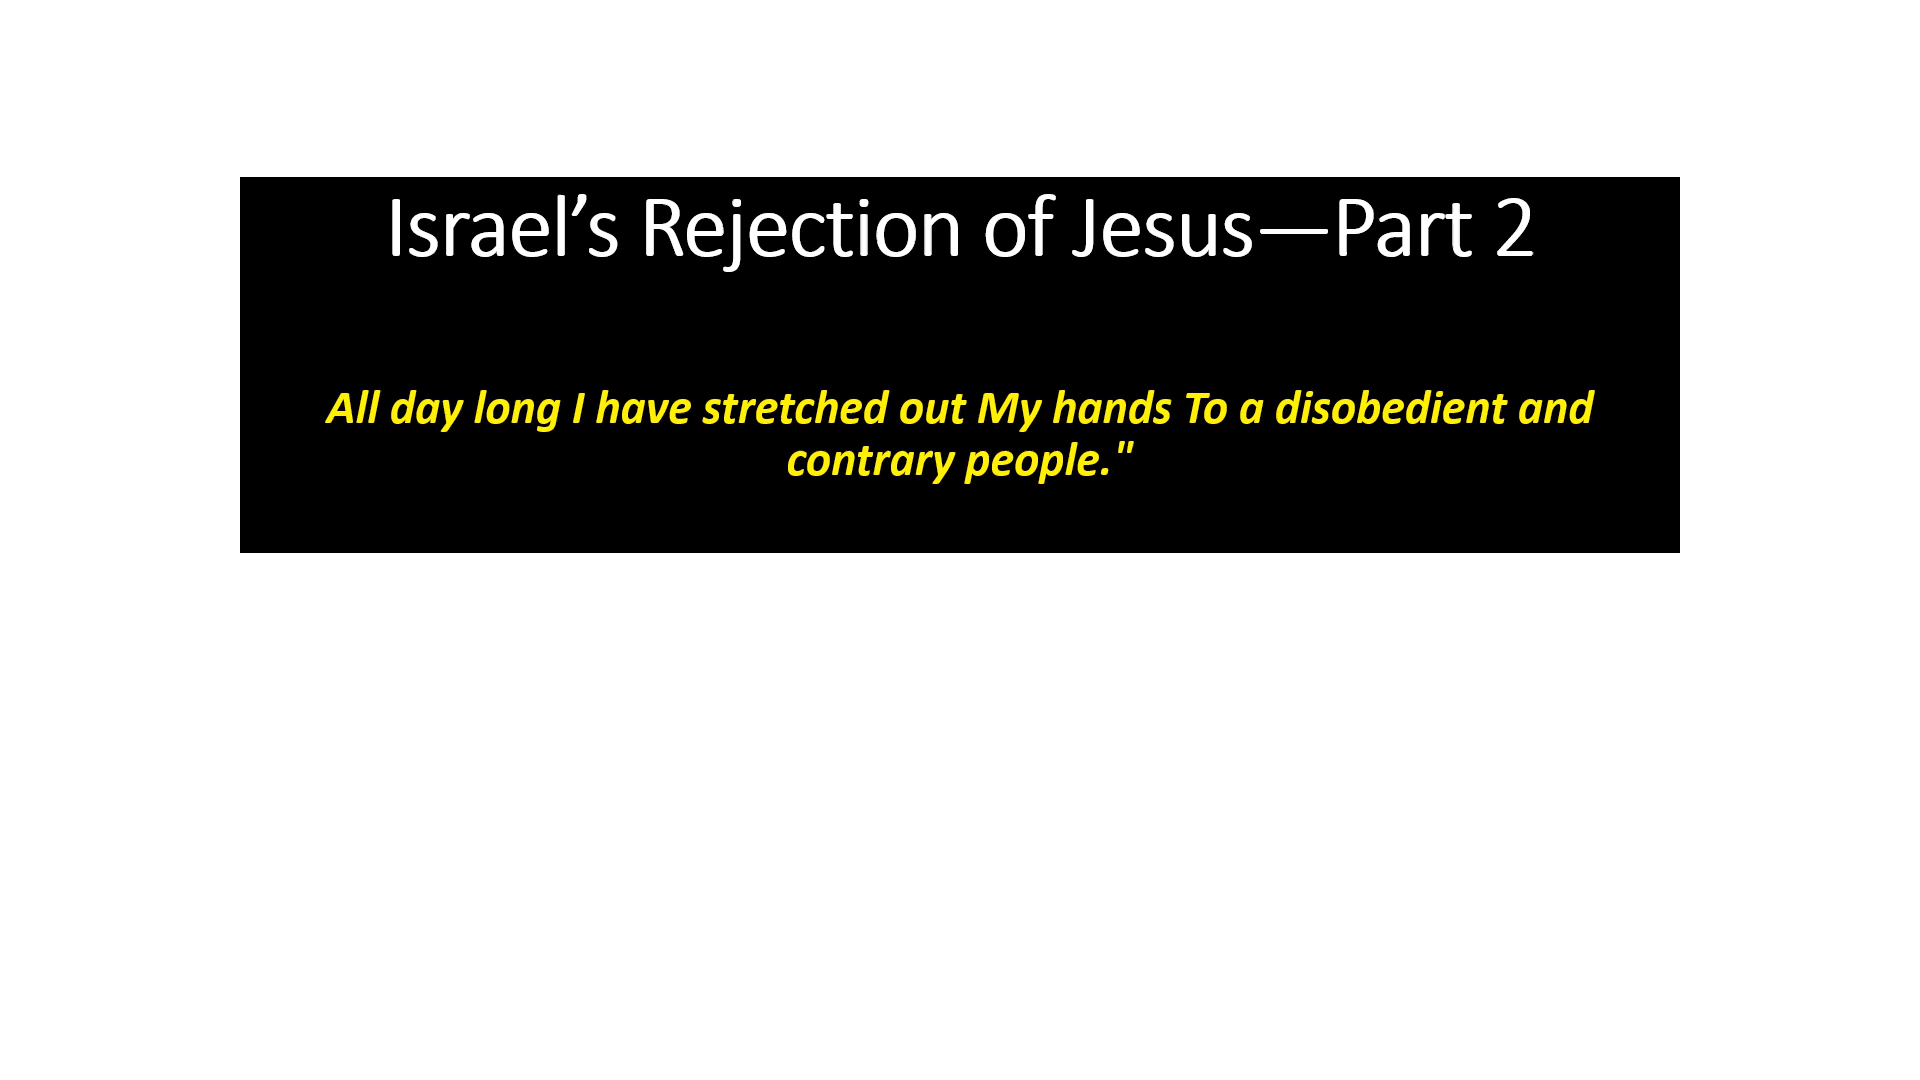 Israel’s Rejection of Jesus—Part 2
All day long I have stretched out My hands To a disobedient and
contrary people."